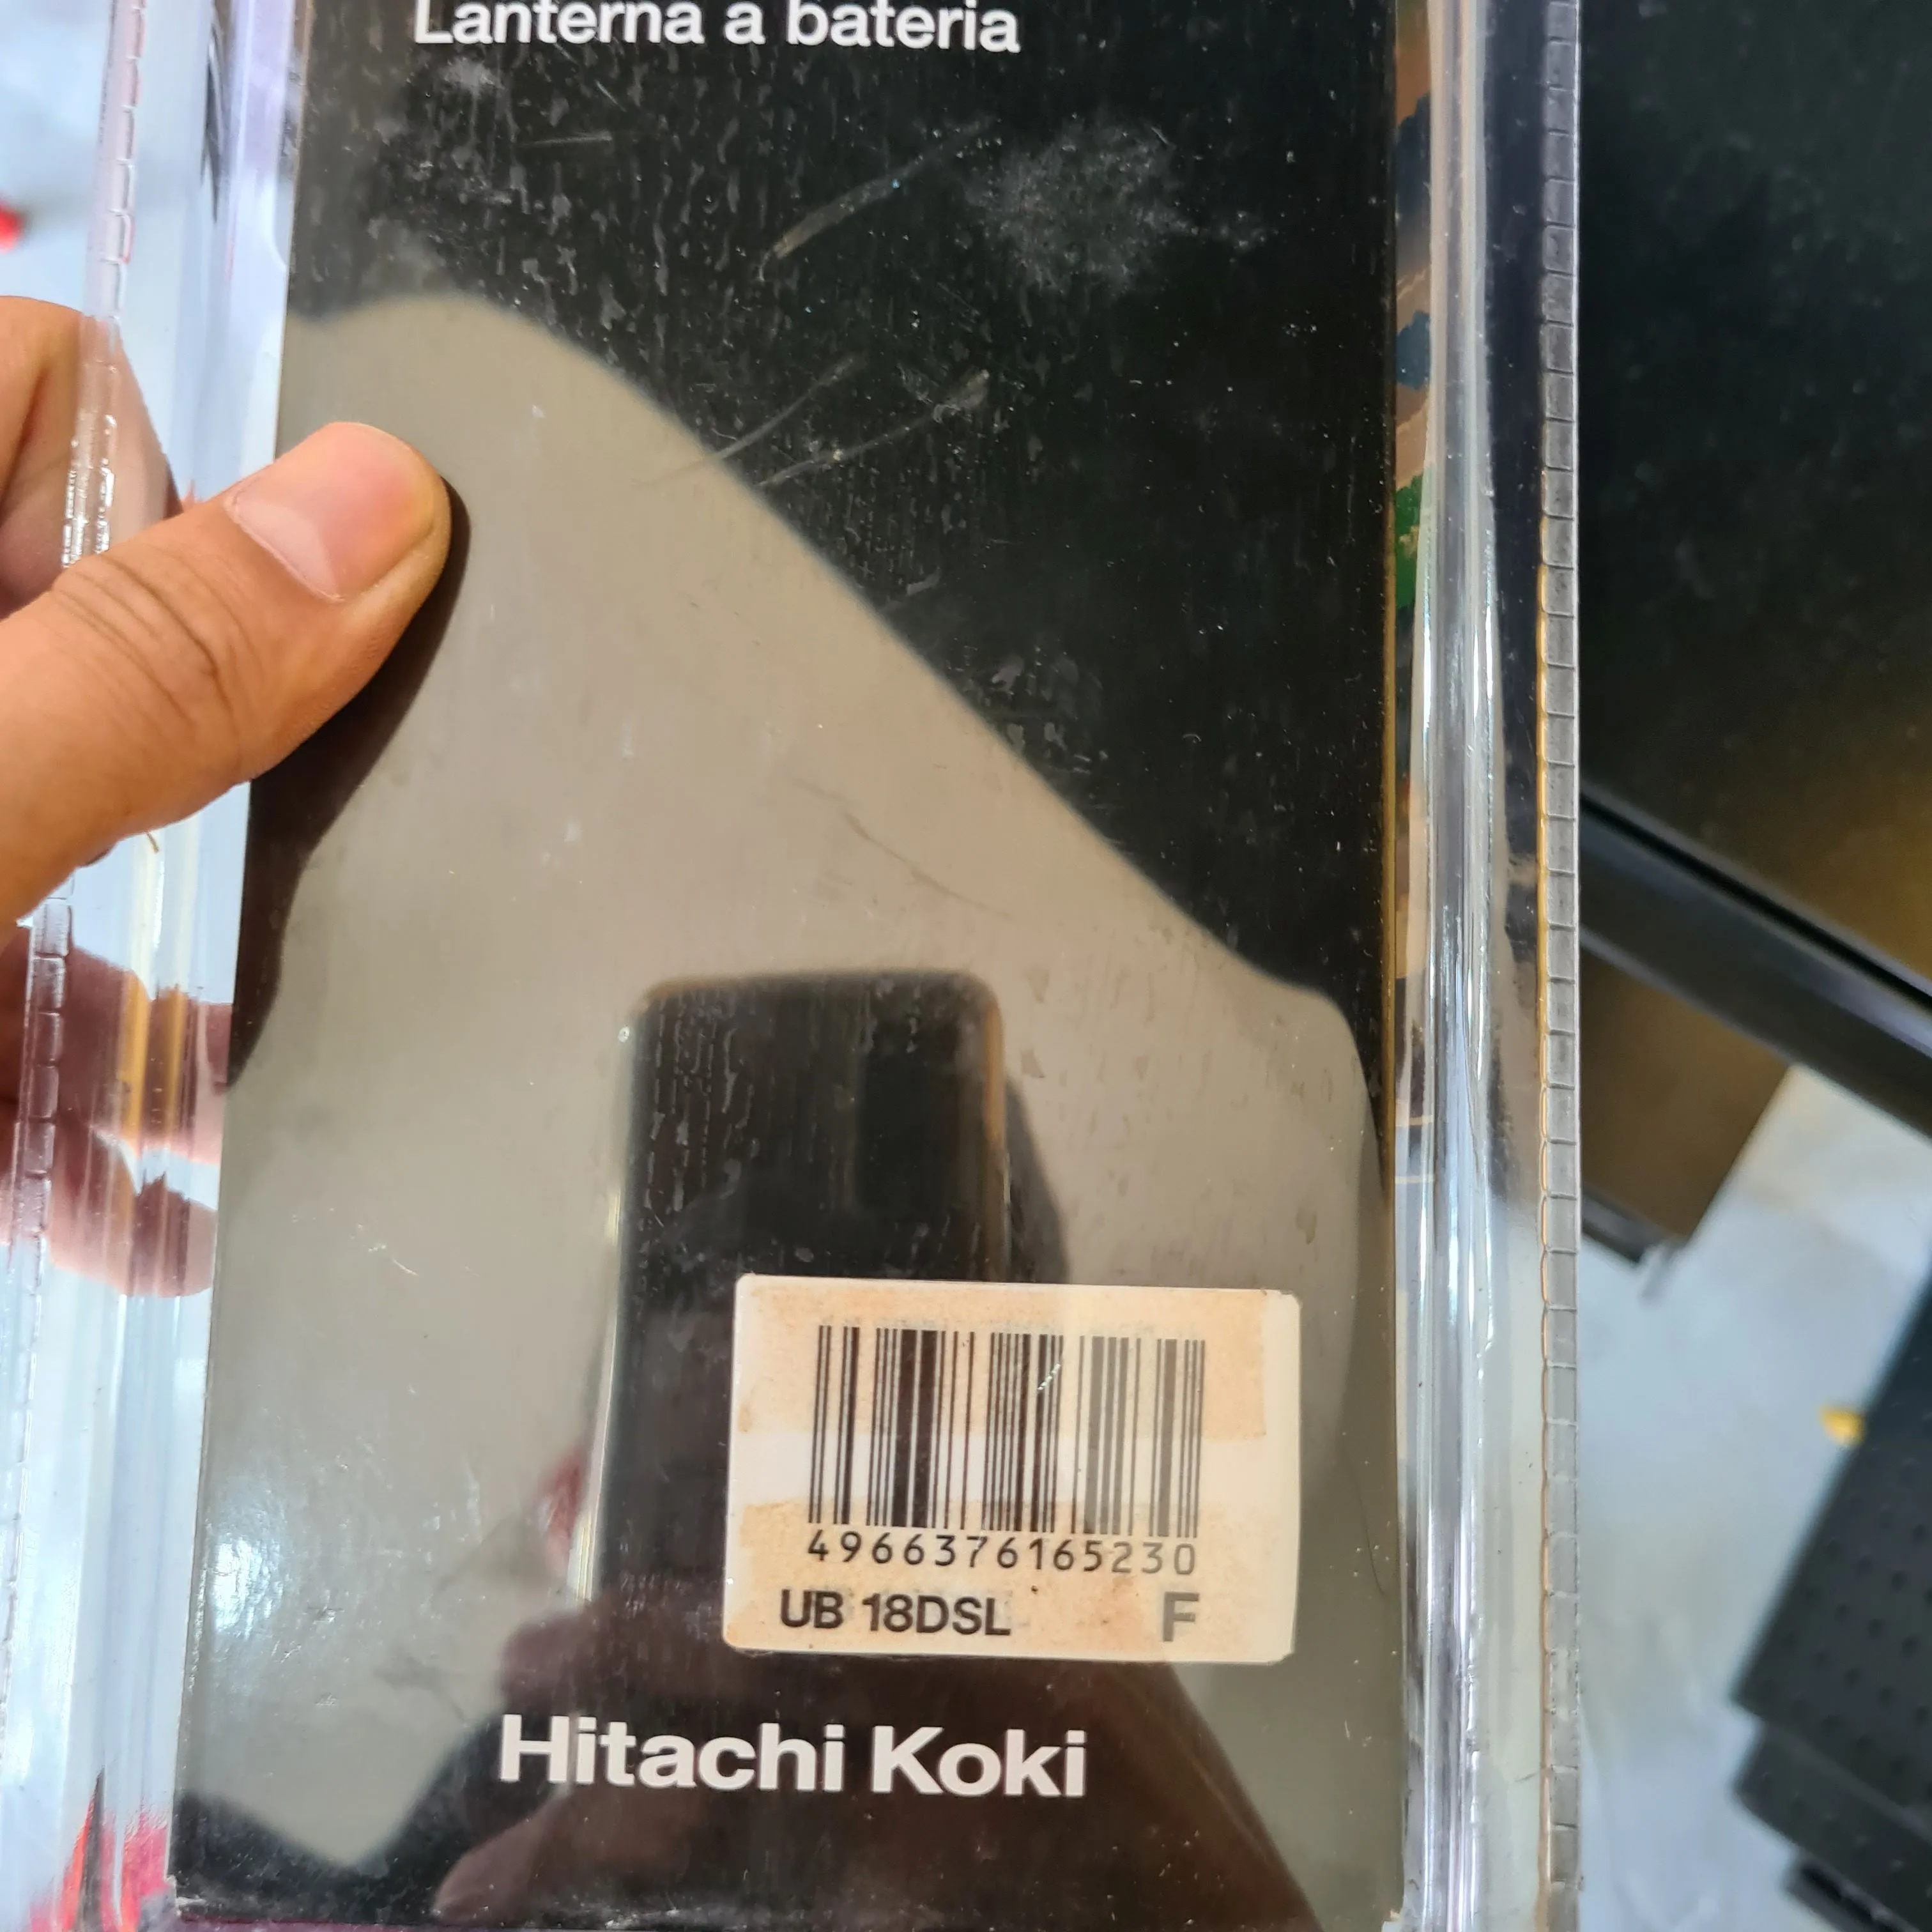 Lanterna a bateria
4966376165230
UB 18DSL F
Hitachi Koki